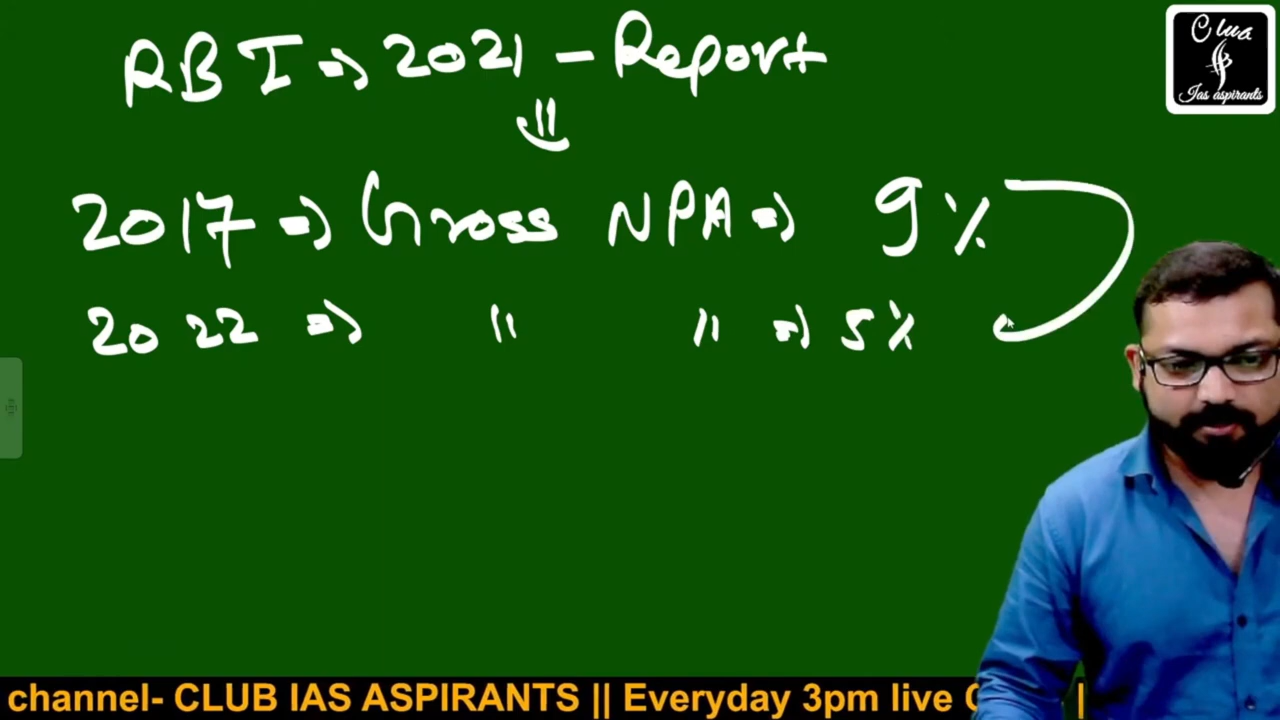 RBI ⇒ 2021 - Report
2017 ⇒ Gross NPA ⇒ 9%
2022 ⇒ " " ⇒ 5%
Club
Ias aspirants
channel- CLUB IAS ASPIRANTS || Everyday 3pm live C |